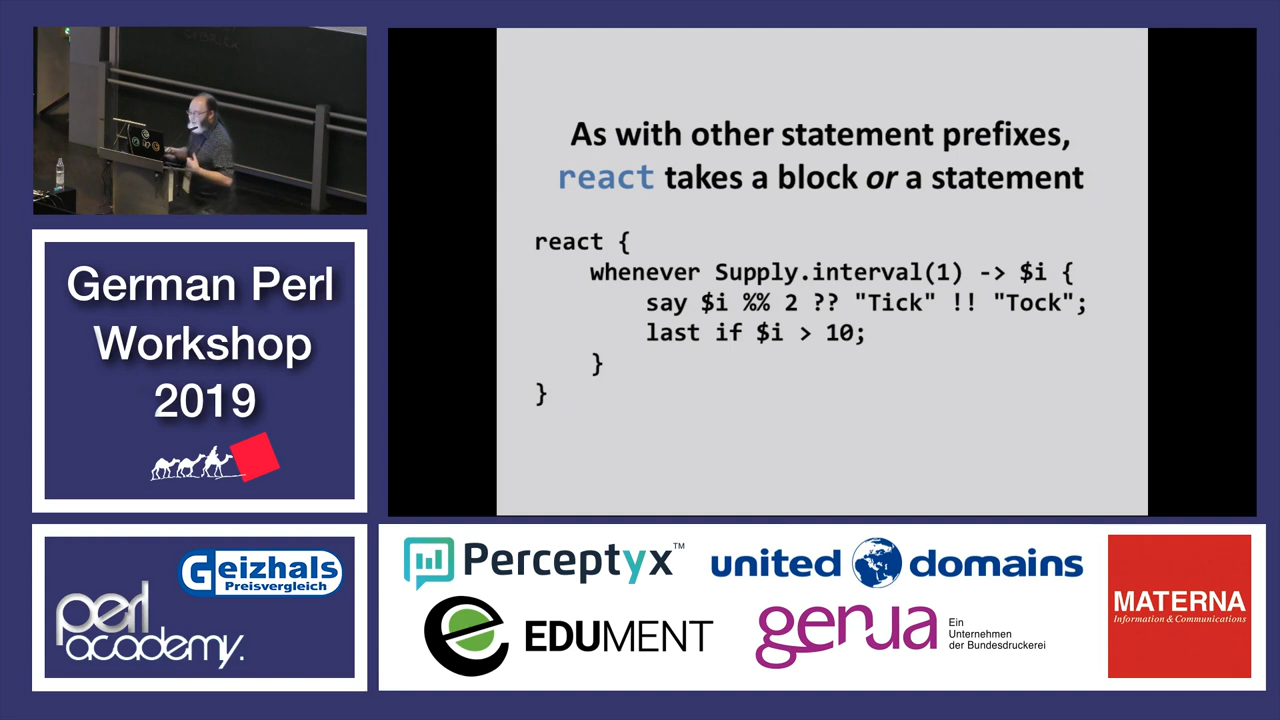 As with other statement prefixes,
react takes a block or a statement
react {
    whenever Supply.interval(1) -> $i {
        say $i %% 2 ?? "Tick" !! "Tock";
        last if $i > 10;
    }
}
German Perl
Workshop
2019
Geizhals
Preisvergleich
perl
academy.
Perceptyx™
united domains
EDUMENT
genua
Ein
Unternehmen
der Bundesdruckerei
MATERNA
Information & Communications